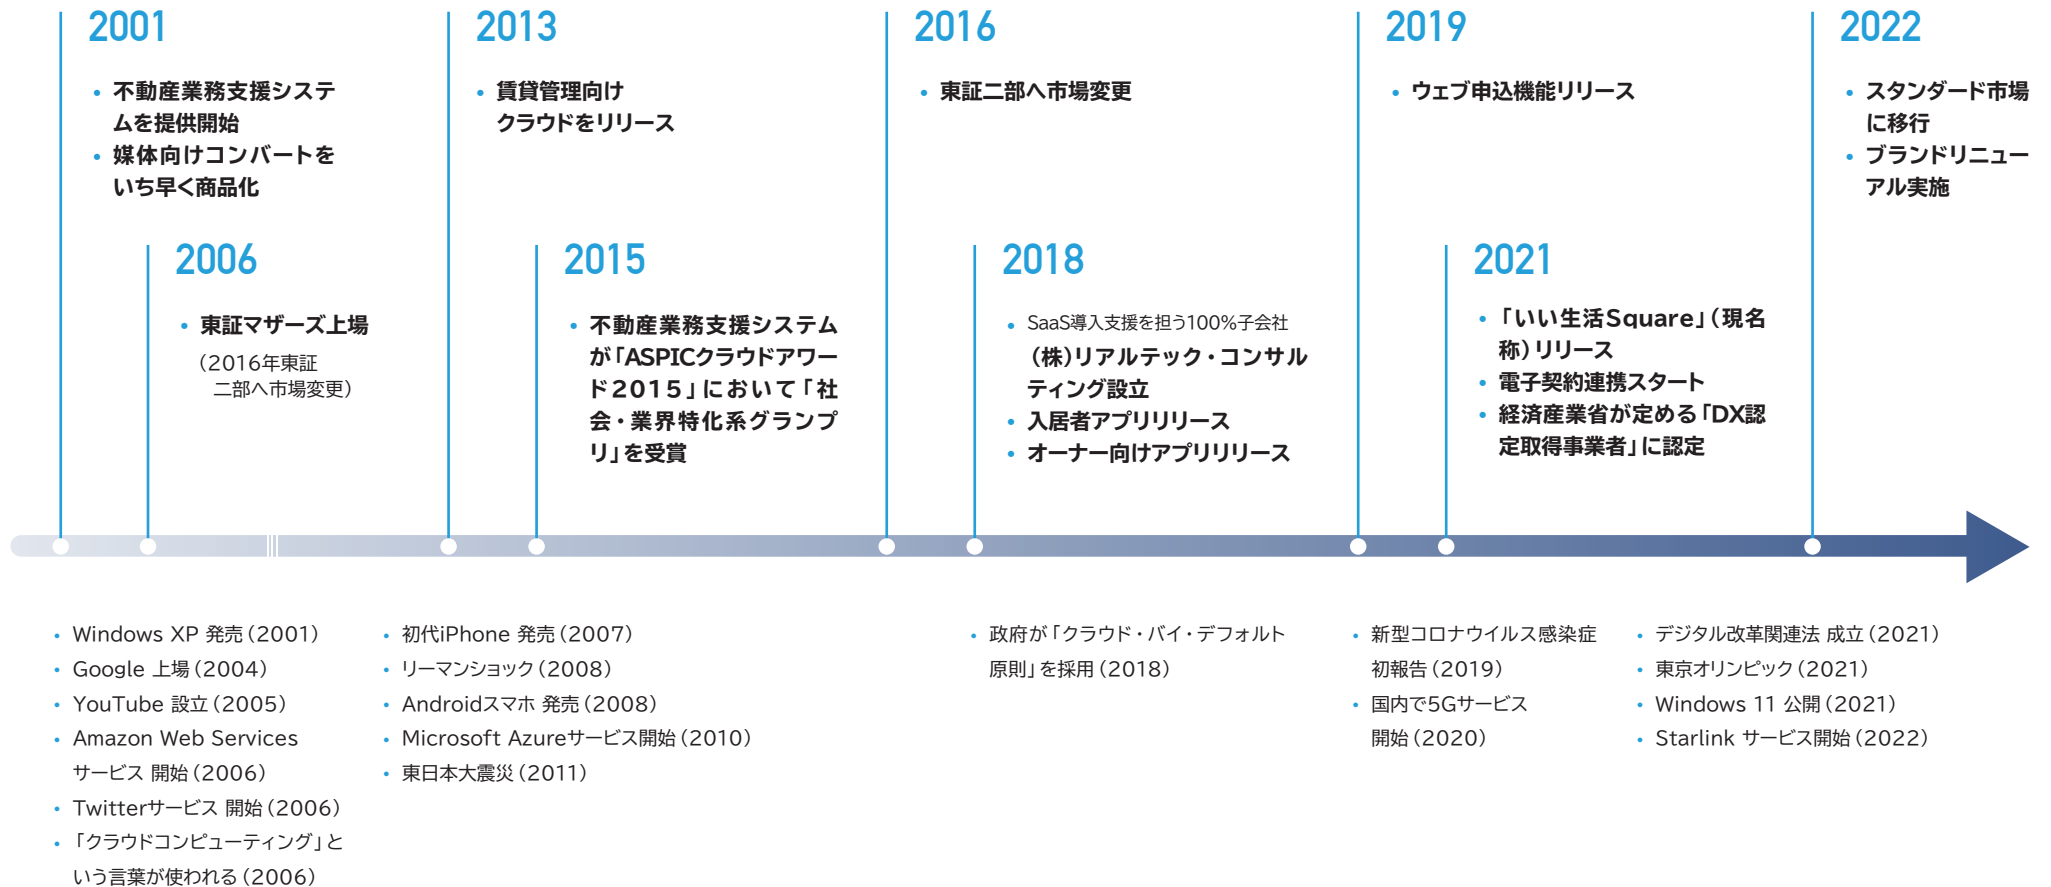 2001
・不動産業務支援システ
ムを提供開始
・媒体向けコンバートを
いち早く商品化
2006
・東証マザーズ上場
（2016年東証
二部へ市場変更）
2013
・賃貸管理向け
クラウドをリリース
2015
・不動産業務支援システム
が「ASPICクラウドアワー
ド2015」において「社
会・業界特化系グランプ
リ」を受賞
2016
・東証二部へ市場変更
2018
・SaaS導入支援を担う100%子会社
（株）リアルテック・コンサル
ティング設立
・入居者アプリリリース
・オーナー向けアプリリリース
2019
・ウェブ申込機能リリース
2021
・「いい生活Square」（現名
称）リリース
・電子契約連携スタート
・経済産業省が定める「DX認
定取得事業者」に認定
2022
・スタンダード市場
に移行
・ブランドリニュー
アル実施
・Windows XP 発売（2001）
・Google 上場（2004）
・YouTube 設立（2005）
・Amazon Web Services
サービス 開始（2006）
・Twitterサービス 開始（2006）
・「クラウドコンピューティング」と
いう言葉が使われる（2006）
・初代iPhone 発売（2007）
・リーマンショック（2008）
・Androidスマホ 発売（2008）
・Microsoft Azureサービス開始（2010）
・東日本大震災（2011）
・政府が「クラウド・バイ・デフォルト
原則」を採用（2018）
・新型コロナウイルス感染症
初報告（2019）
・国内で5Gサービス
開始（2020）
・デジタル改革関連法 成立（2021）
・東京オリンピック（2021）
・Windows 11 公開（2021）
・Starlink サービス開始（2022）